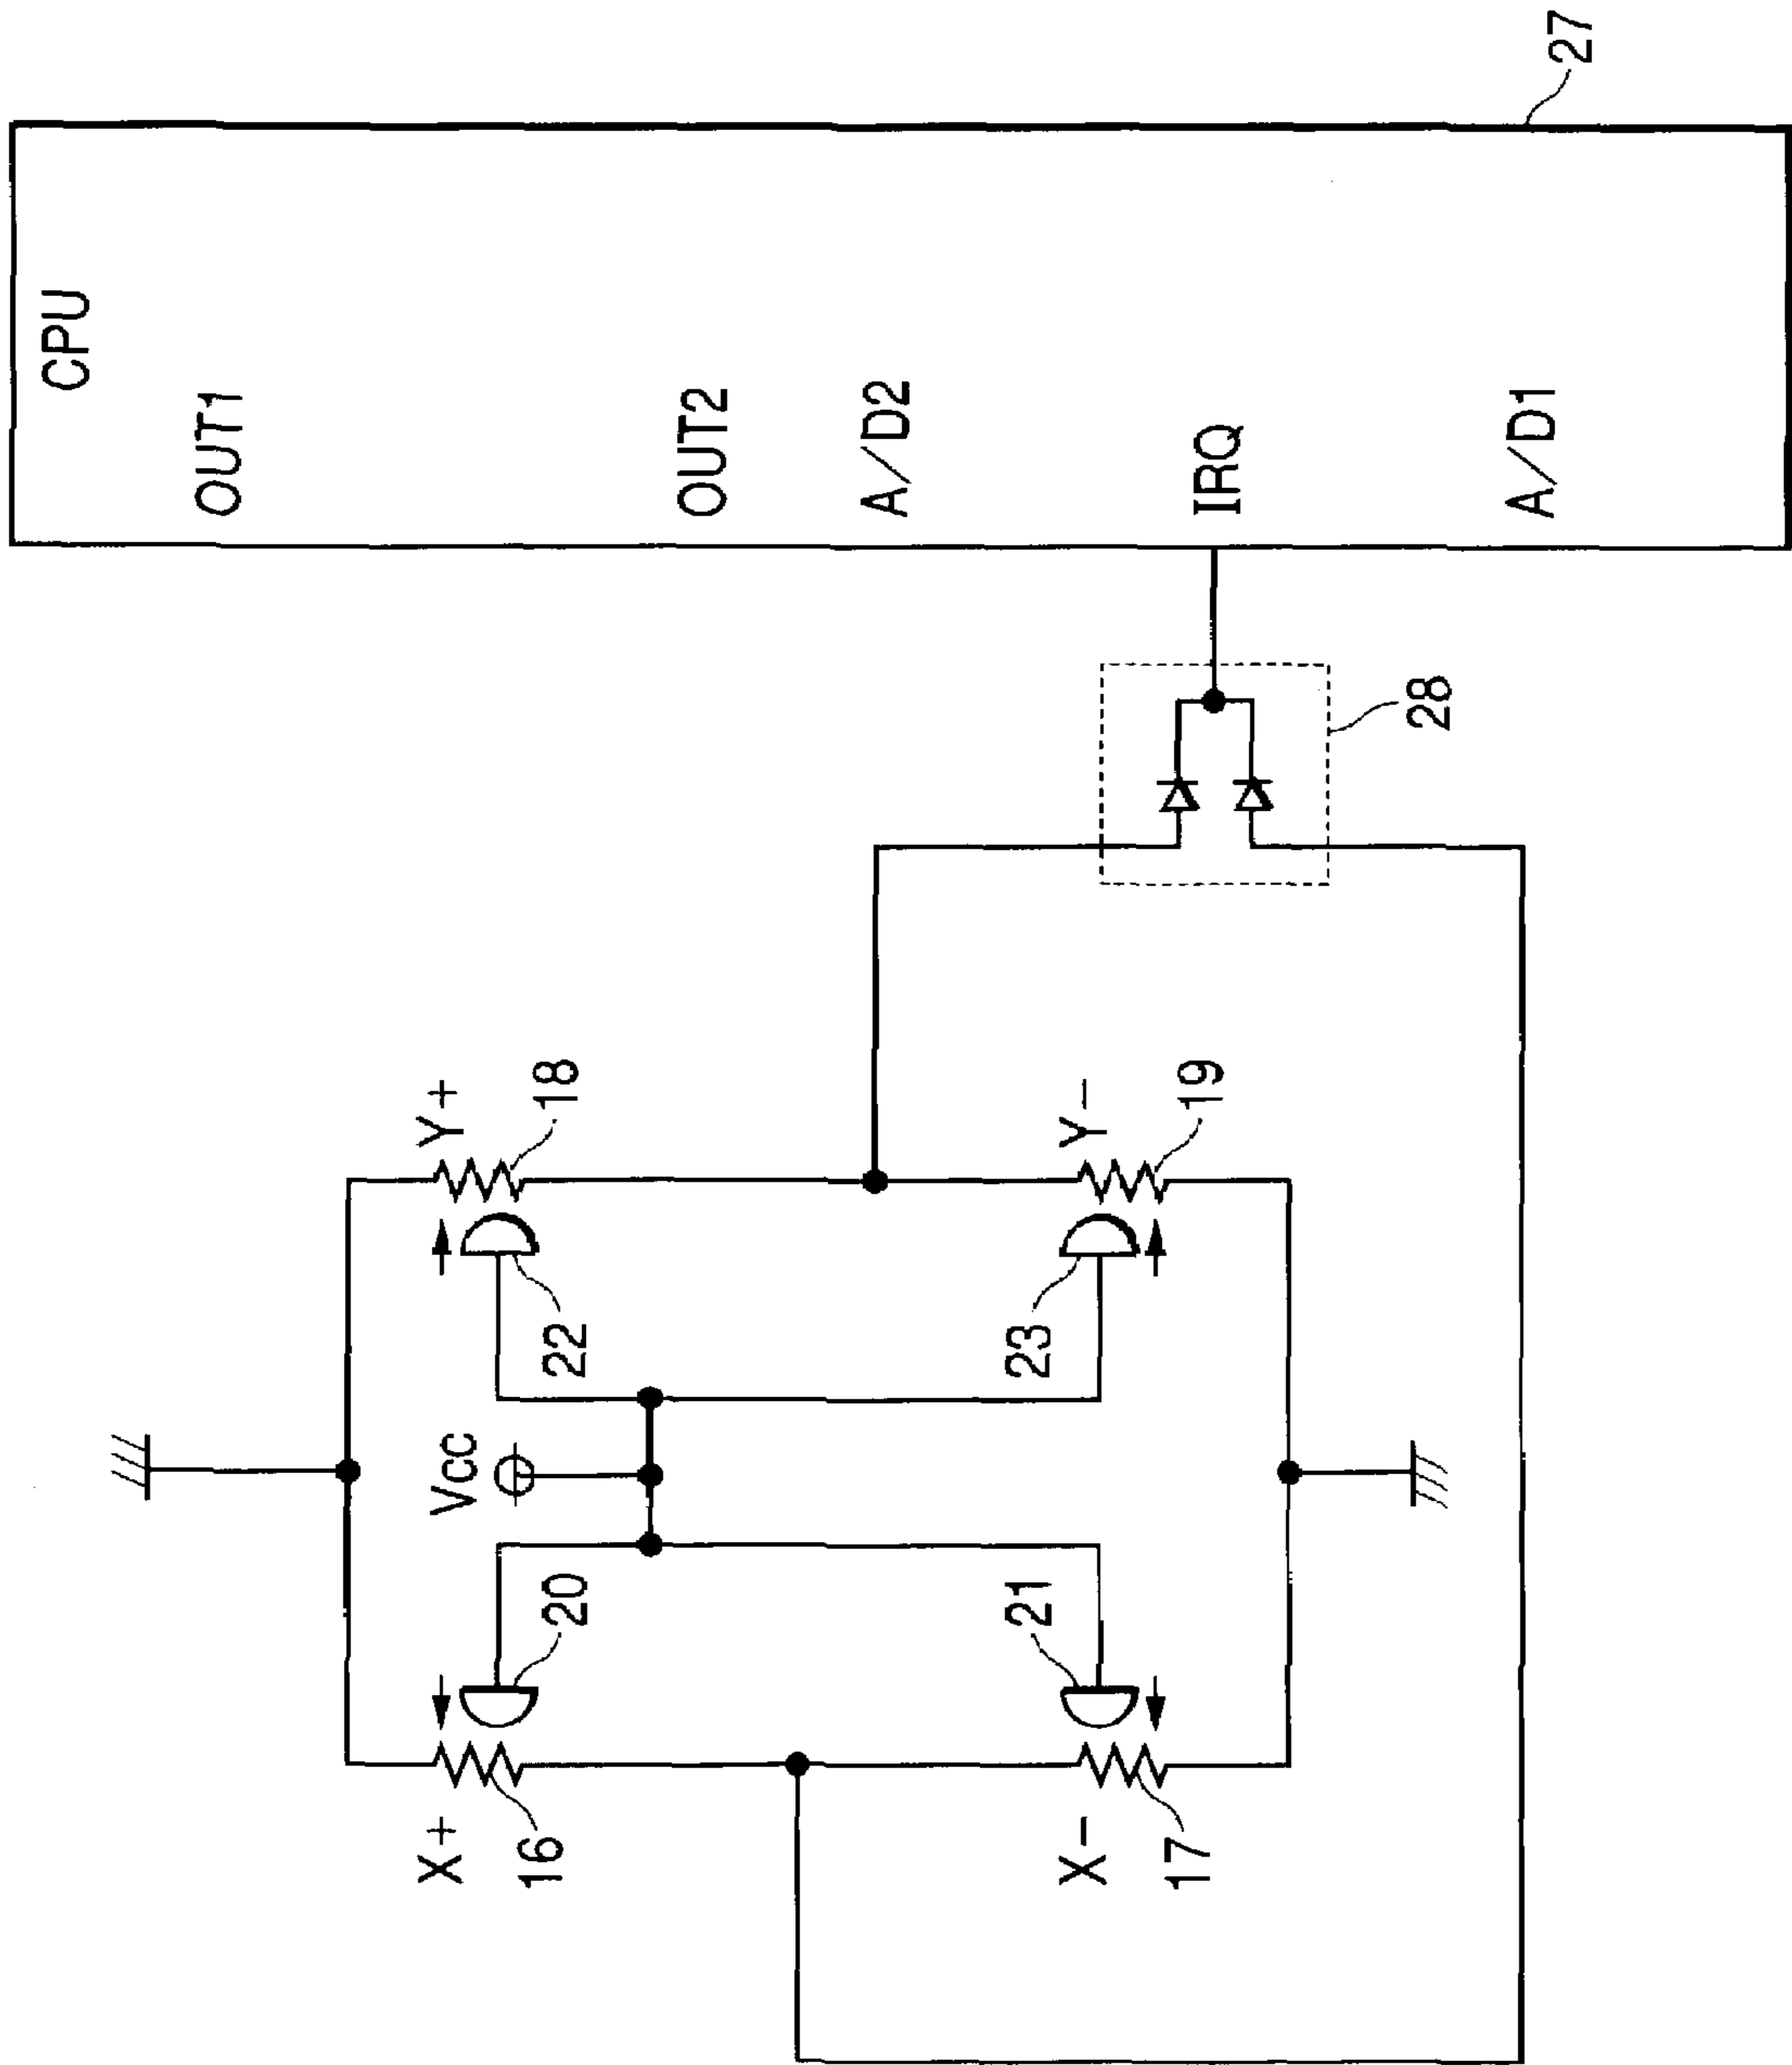 CPU
OUT1
OUT2
A/D2
IRQ
A/D1
27
28
Y+
18
Y−
19
22
23
Vcc
20
21
X+
16
X−
17